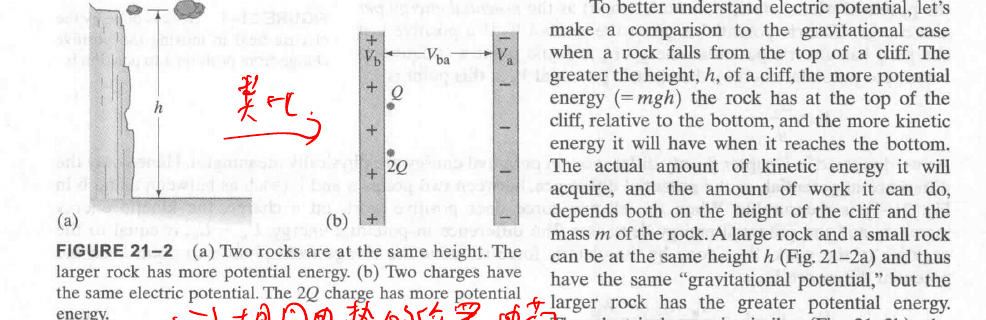 h
类比
+
V_b
V_ba
V_a
+
Q
+
2Q
+
+
(a)
(b)
FIGURE 21–2 (a) Two rocks are at the same height. The
larger rock has more potential energy. (b) Two charges have
the same electric potential. The 2Q charge has more potential
energy.
To better understand electric potential, let's
make a comparison to the gravitational case
when a rock falls from the top of a cliff. The
greater the height, h, of a cliff, the more potential
energy (= mgh) the rock has at the top of the
cliff, relative to the bottom, and the more kinetic
energy it will have when it reaches the bottom.
The actual amount of kinetic energy it will
acquire, and the amount of work it can do,
depends both on the height of the cliff and the
mass m of the rock. A large rock and a small rock
can be at the same height h (Fig. 21–2a) and thus
have the same "gravitational potential," but the
larger rock has the greater potential energy.